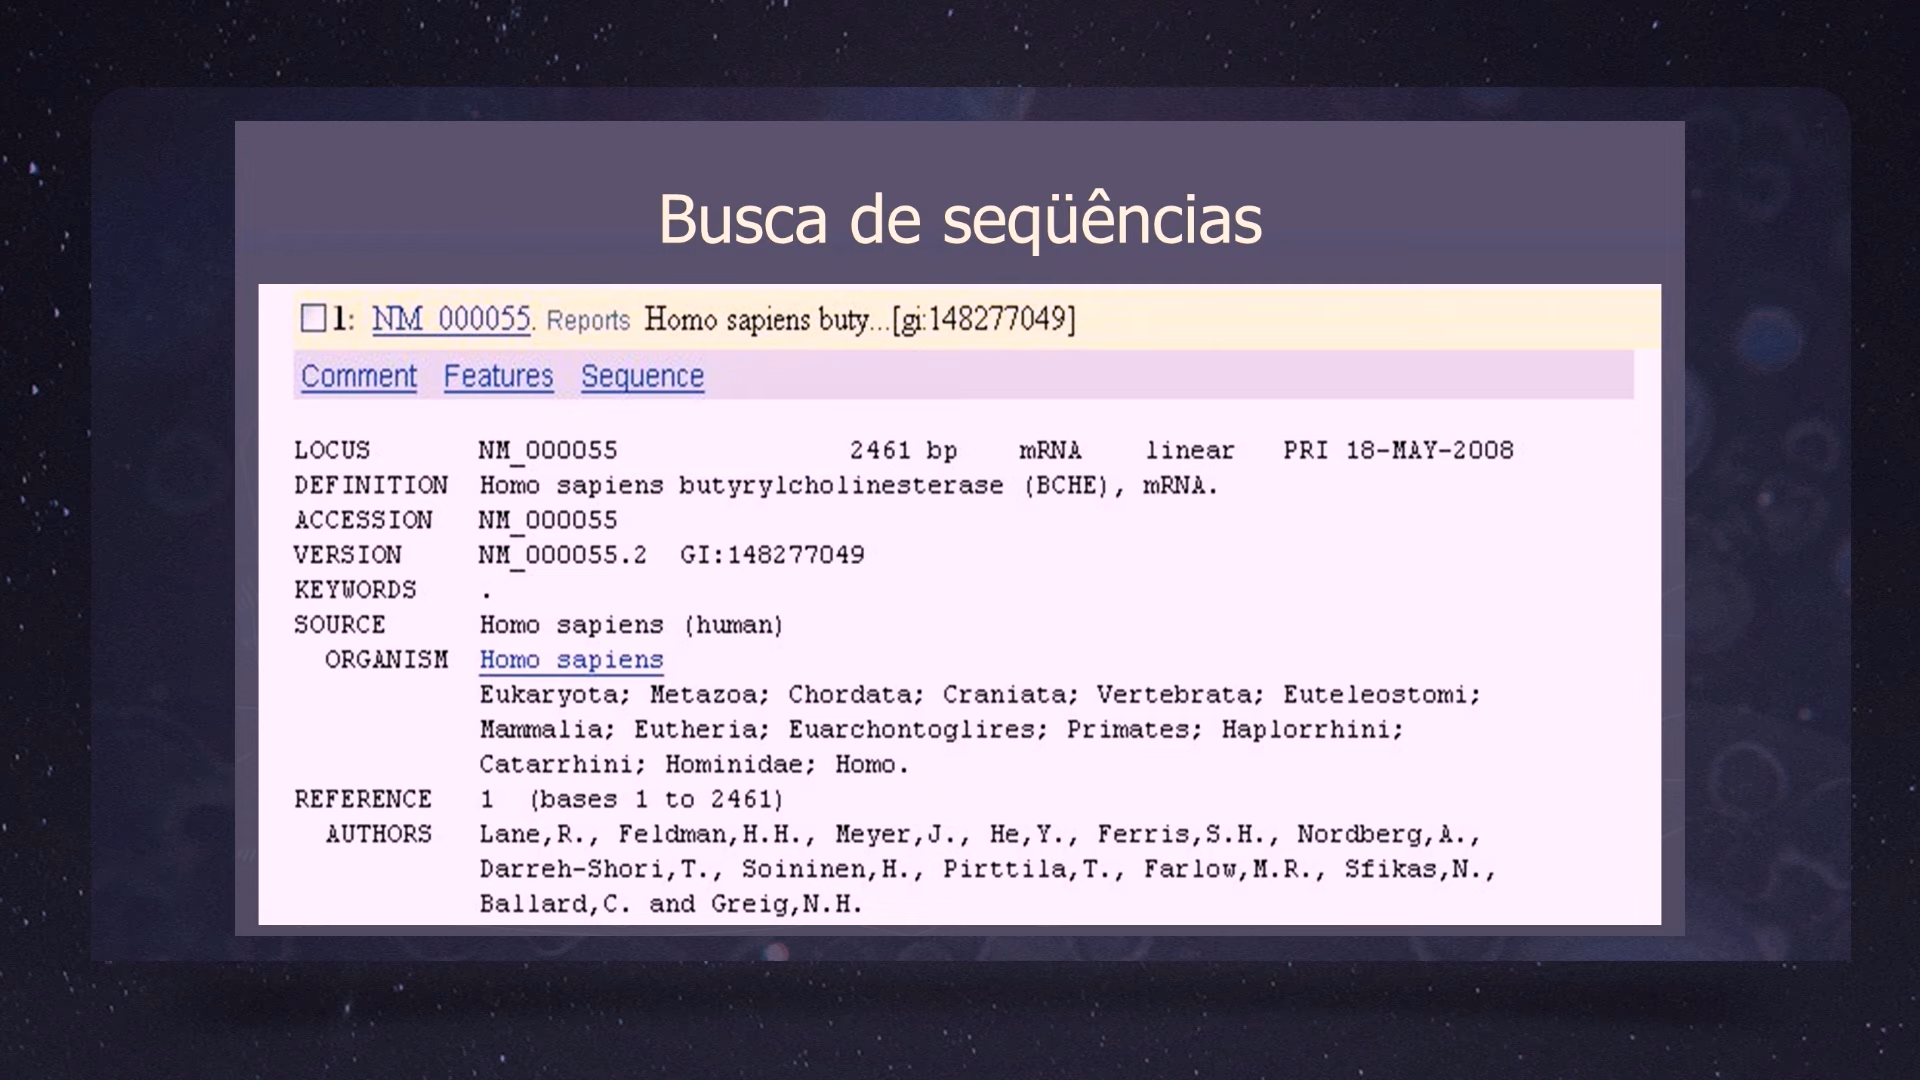 Busca de seqüências
1: NM_000055. Reports Homo sapiens buty...[gi:148277049]
Comment Features Sequence
LOCUS NM_000055 2461 bp mRNA linear PRI 18-MAY-2008
DEFINITION Homo sapiens butyrylcholinesterase (BCHE), mRNA.
ACCESSION NM_000055
VERSION NM_000055.2 GI:148277049
KEYWORDS .
SOURCE Homo sapiens (human)
ORGANISM Homo sapiens
Eukaryota; Metazoa; Chordata; Craniata; Vertebrata; Euteleostomi;
Mammalia; Eutheria; Euarchontoglires; Primates; Haplorrhini;
Catarrhini; Hominidae; Homo.
REFERENCE 1 (bases 1 to 2461)
AUTHORS Lane,R., Feldman,H.H., Meyer,J., He,Y., Ferris,S.H., Nordberg,A.,
Darreh-Shori,T., Soininen,H., Pirttila,T., Farlow,M.R., Sfikas,N.,
Ballard,C. and Greig,N.H.